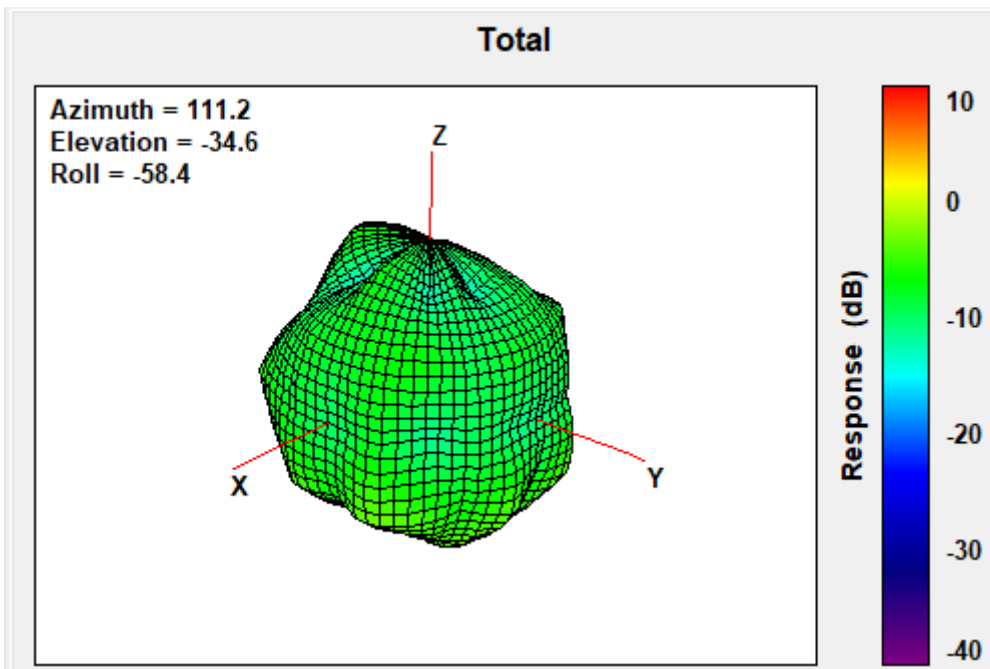 Total
Azimuth = 111.2
Elevation = -34.6
Roll = -58.4
Z
X
Y
10
0
-10
-20
-30
-40
Response (dB)